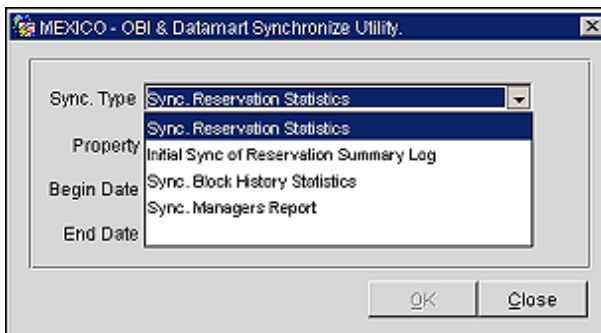 MEXICO - OBI & Datamart Synchronize Utility.
Sync. Type Sync. Reservation Statistics
Sync. Reservation Statistics
Property
Initial Sync of Reservation Summary Log
Begin Date
Sync. Block History Statistics
Sync. Managers Report
End Date
OK Close